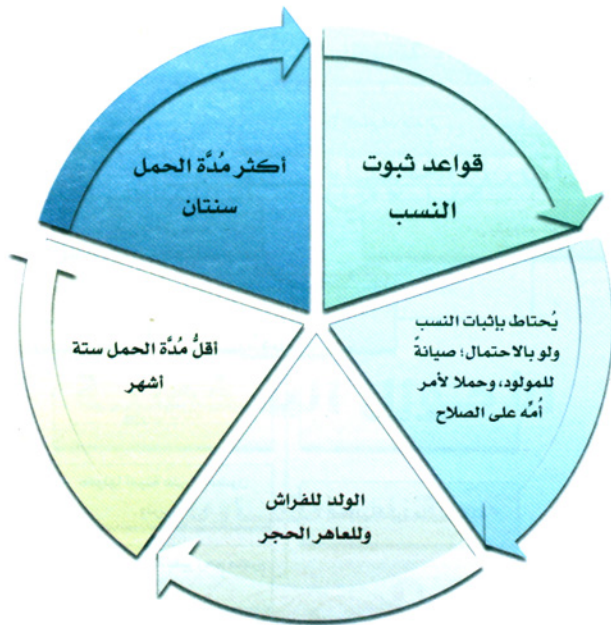 قواعد ثبوت
النسب
يُحتاط بإثبات النسب
ولو بالاحتمال؛ صيانةً
للمولود، وحملا لأمر
أُمِّه على الصلاح
الولد للفراش
وللعاهر الحجر
أقلُّ مُدَّة الحمل ستة
أشهر
أكثر مُدَّة الحمل
سنتان